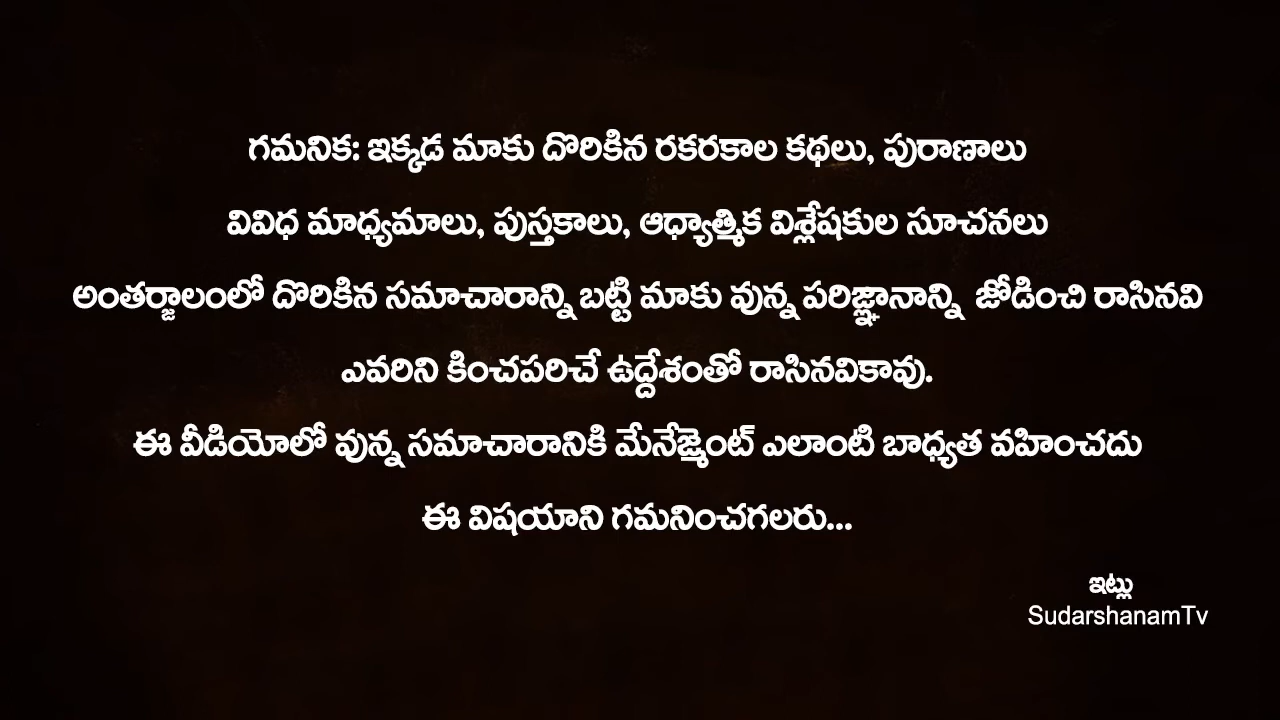 గమనిక: ఇక్కడ మాకు దొరికిన రకరకాల కథలు, పురాణాలు
వివిధ మాధ్యమాలు, పుస్తకాలు, ఆధ్యాత్మిక విశ్లేషకుల సూచనలు
అంతర్జాలంలో దొరికిన సమాచారాన్ని బట్టి మాకు వున్న పరిజ్ఞానాన్ని జోడించి రాసినవి
ఎవరిని కించపరిచే ఉద్దేశంతో రాసినవికావు.
ఈ వీడియోలో వున్న సమాచారానికి మేనేజ్మెంట్ ఎలాంటి బాధ్యత వహించదు
ఈ విషయాని గమనించగలరు...
ఇట్లు
SudarshanamTv